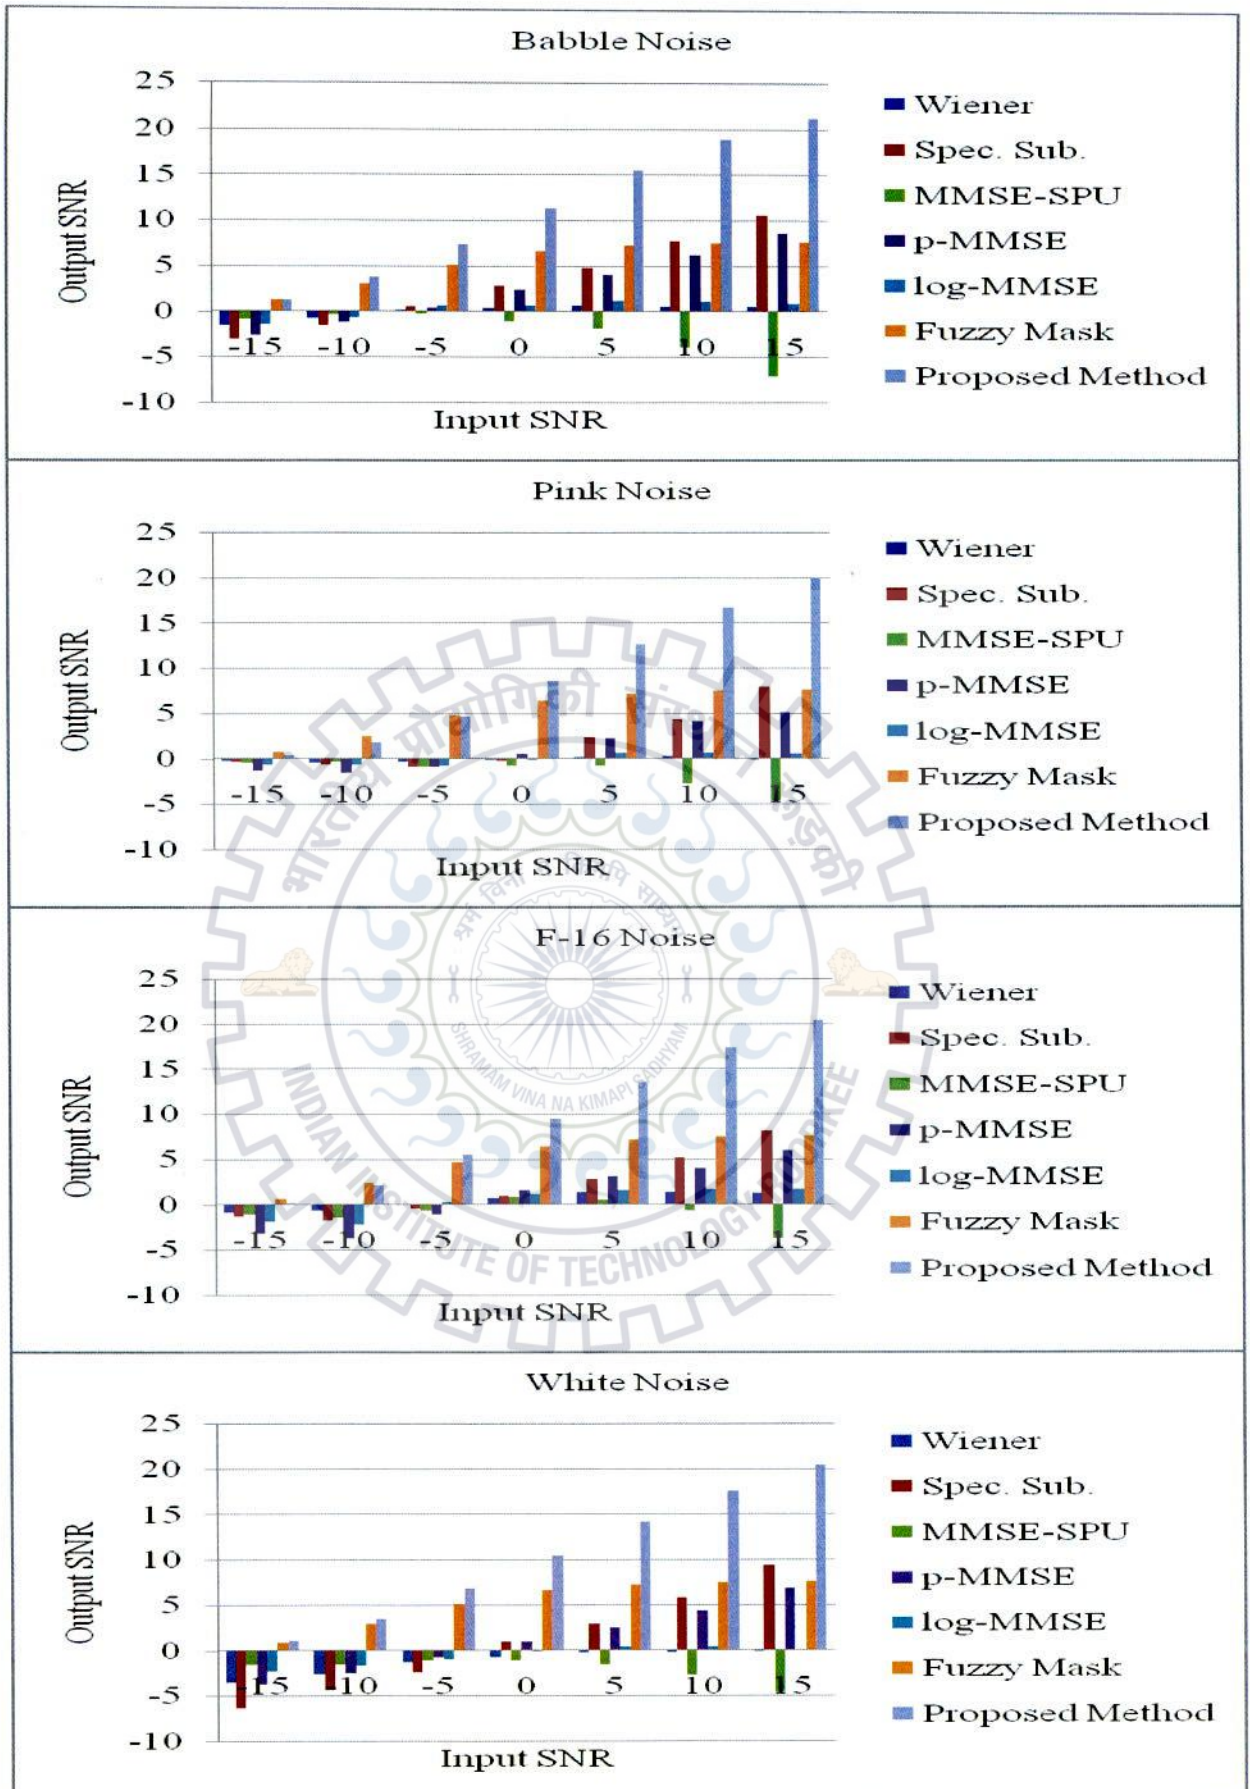 Babble Noise
25
20
15
10
5
0
-5
-10
Output SNR
-15 -10 -5 0 5 10 15
Input SNR
Wiener
Spec. Sub.
MMSE-SPU
p-MMSE
log-MMSE
Fuzzy Mask
Proposed Method
Pink Noise
25
20
15
10
5
0
-5
-10
Output SNR
-15 -10 -5 0 5 10 15
Input SNR
Wiener
Spec. Sub.
MMSE-SPU
p-MMSE
log-MMSE
Fuzzy Mask
Proposed Method
F-16 Noise
25
20
15
10
5
0
-5
-10
Output SNR
-15 -10 -5 0 5 10 15
Input SNR
Wiener
Spec. Sub.
MMSE-SPU
p-MMSE
log-MMSE
Fuzzy Mask
Proposed Method
White Noise
25
20
15
10
5
0
-5
-10
Output SNR
-15 -10 -5 0 5 10 15
Input SNR
Wiener
Spec. Sub.
MMSE-SPU
p-MMSE
log-MMSE
Fuzzy Mask
Proposed Method
भारतीय प्रौद्योगिकी संस्थान रुड़की
श्रमं विना न किमपि साध्यम्
SHRAMAM VINA NA KIMAPI SADHYAM
INDIAN INSTITUTE OF TECHNOLOGY ROORKEE